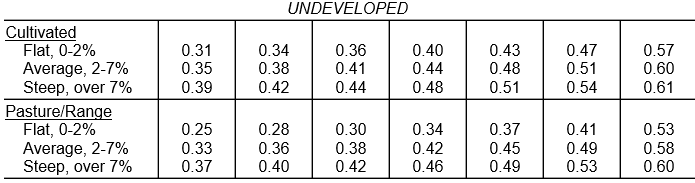 UNDEVELOPED
Cultivated
Flat, 0-2% 0.31 0.34 0.36 0.40 0.43 0.47 0.57
Average, 2-7% 0.35 0.38 0.41 0.44 0.48 0.51 0.60
Steep, over 7% 0.39 0.42 0.44 0.48 0.51 0.54 0.61
Pasture/Range
Flat, 0-2% 0.25 0.28 0.30 0.34 0.37 0.41 0.53
Average, 2-7% 0.33 0.36 0.38 0.42 0.45 0.49 0.58
Steep, over 7% 0.37 0.40 0.42 0.46 0.49 0.53 0.60